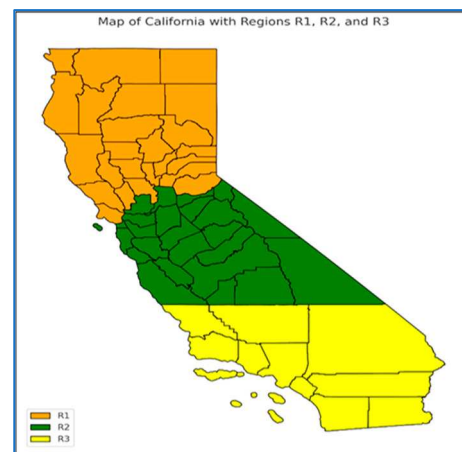 Map of California with Regions R1, R2, and R3
R1
R2
R3